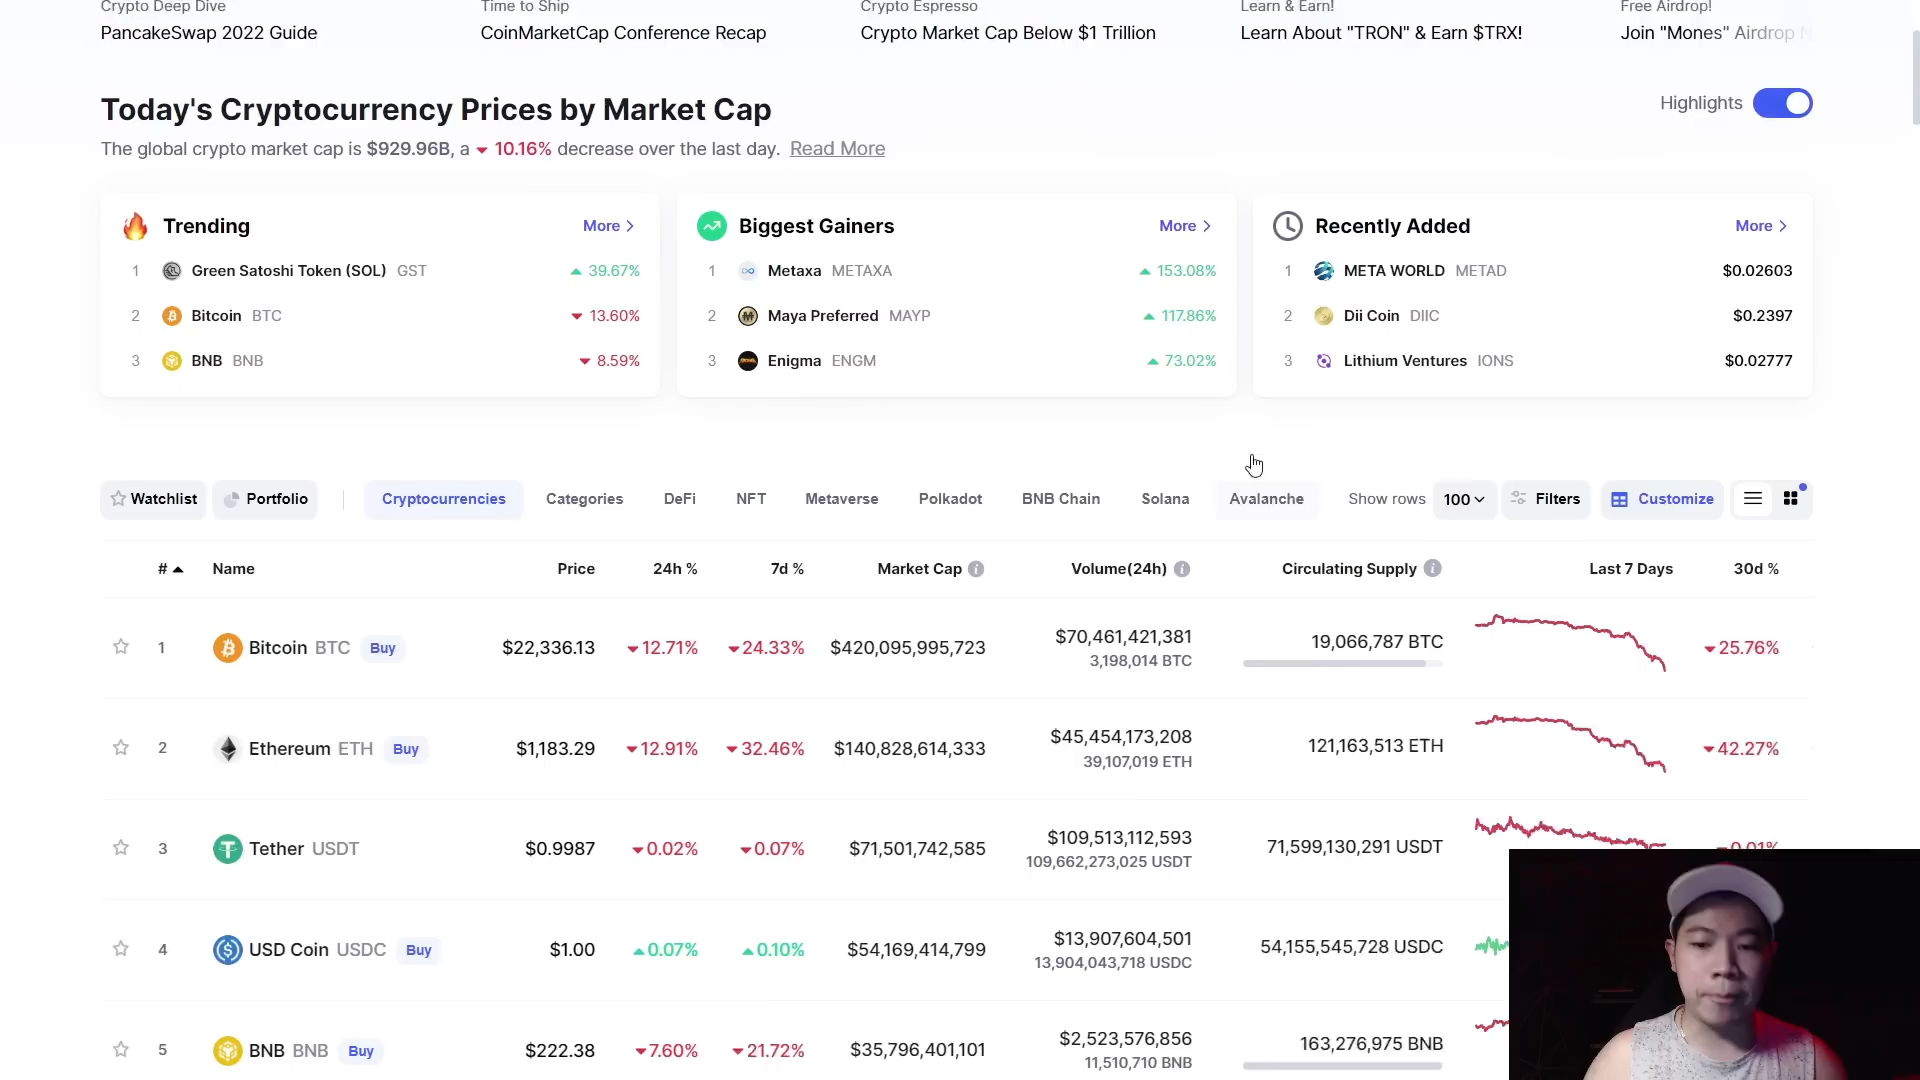 Crypto Deep Dive
PancakeSwap 2022 Guide
Time to Ship
CoinMarketCap Conference Recap
Crypto Espresso
Crypto Market Cap Below $1 Trillion
Learn & Earn!
Learn About "TRON" & Earn $TRX!
Free Airdrop!
Join "Mones" Airdrop
Today's Cryptocurrency Prices by Market Cap
Highlights
The global crypto market cap is $929.96B, a 10.16% decrease over the last day. Read More
Trending More
1 Green Satoshi Token (SOL) GST 39.67%
2 Bitcoin BTC 13.60%
3 BNB BNB 8.59%
Biggest Gainers More
1 Metaxa METAXA 153.08%
2 Maya Preferred MAYP 117.86%
3 Enigma ENGM 73.02%
Recently Added More
1 META WORLD METAD $0.02603
2 Dii Coin DIIC $0.2397
3 Lithium Ventures IONS $0.02777
Watchlist Portfolio Cryptocurrencies Categories DeFi NFT Metaverse Polkadot BNB Chain Solana Avalanche Show rows 100 Filters Customize
# Name Price 24h % 7d % Market Cap Volume(24h) Circulating Supply Last 7 Days 30d %
1 Bitcoin BTC Buy $22,336.13 12.71% 24.33% $420,095,995,723 $70,461,421,381 19,066,787 BTC 25.76%
3,198,014 BTC
2 Ethereum ETH Buy $1,183.29 12.91% 32.46% $140,828,614,333 $45,454,173,208 121,163,513 ETH 42.27%
39,107,019 ETH
3 Tether USDT $0.9987 0.02% 0.07% $71,501,742,585 $109,513,112,593 71,599,130,291 USDT 0.01%
109,662,273,025 USDT
4 USD Coin USDC Buy $1.00 0.07% 0.10% $54,169,414,799 $13,907,604,501 54,155,545,728 USDC
13,904,043,718 USDC
5 BNB BNB Buy $222.38 7.60% 21.72% $35,796,401,101 $2,523,576,856 163,276,975 BNB
11,510,710 BNB